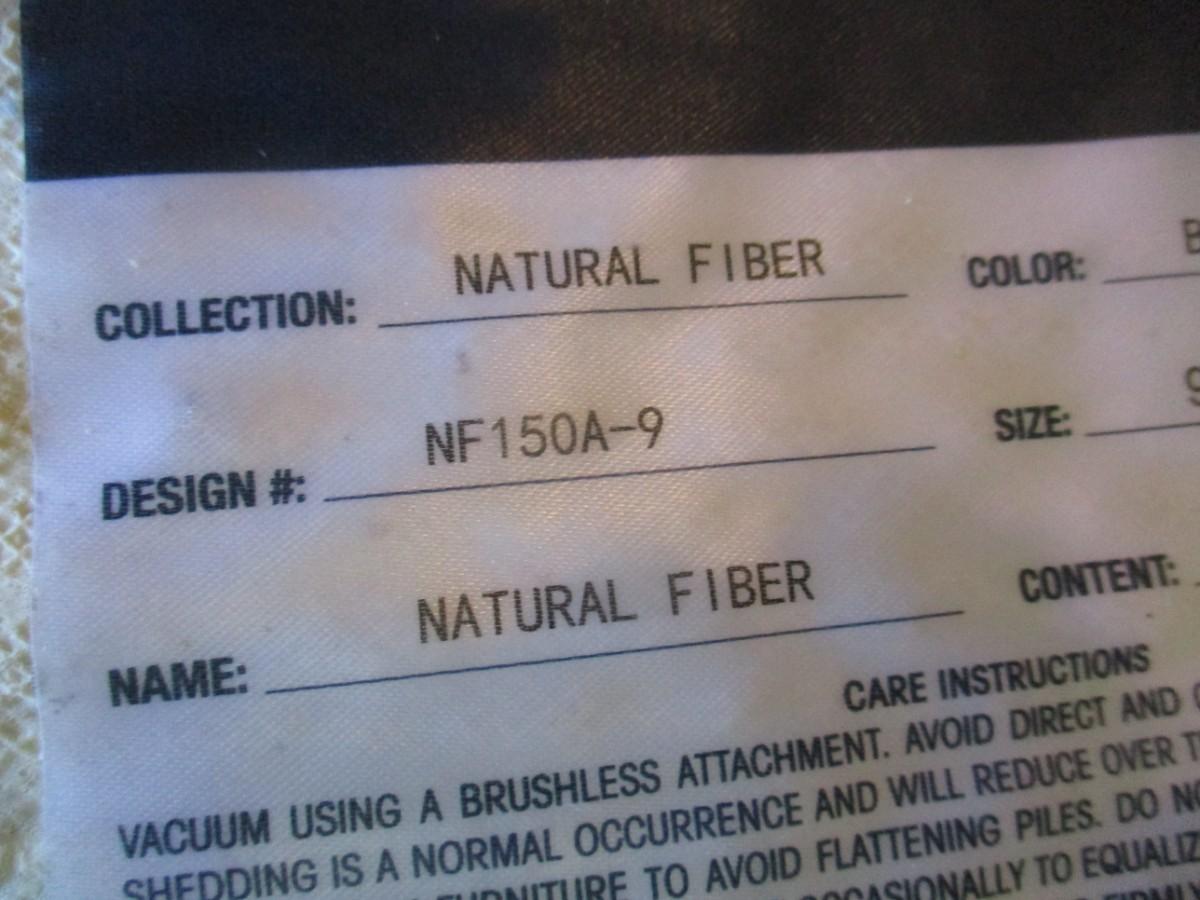 COLLECTION: NATURAL FIBER COLOR: B
DESIGN #: NF150A-9 SIZE: 9
NAME: NATURAL FIBER CONTENT:
CARE INSTRUCTIONS
VACUUM USING A BRUSHLESS ATTACHMENT. AVOID DIRECT AND
SHEDDING IS A NORMAL OCCURRENCE AND WILL REDUCE OVER
FURNITURE TO AVOID FLATTENING PILES. DO
OCCASIONALLY TO